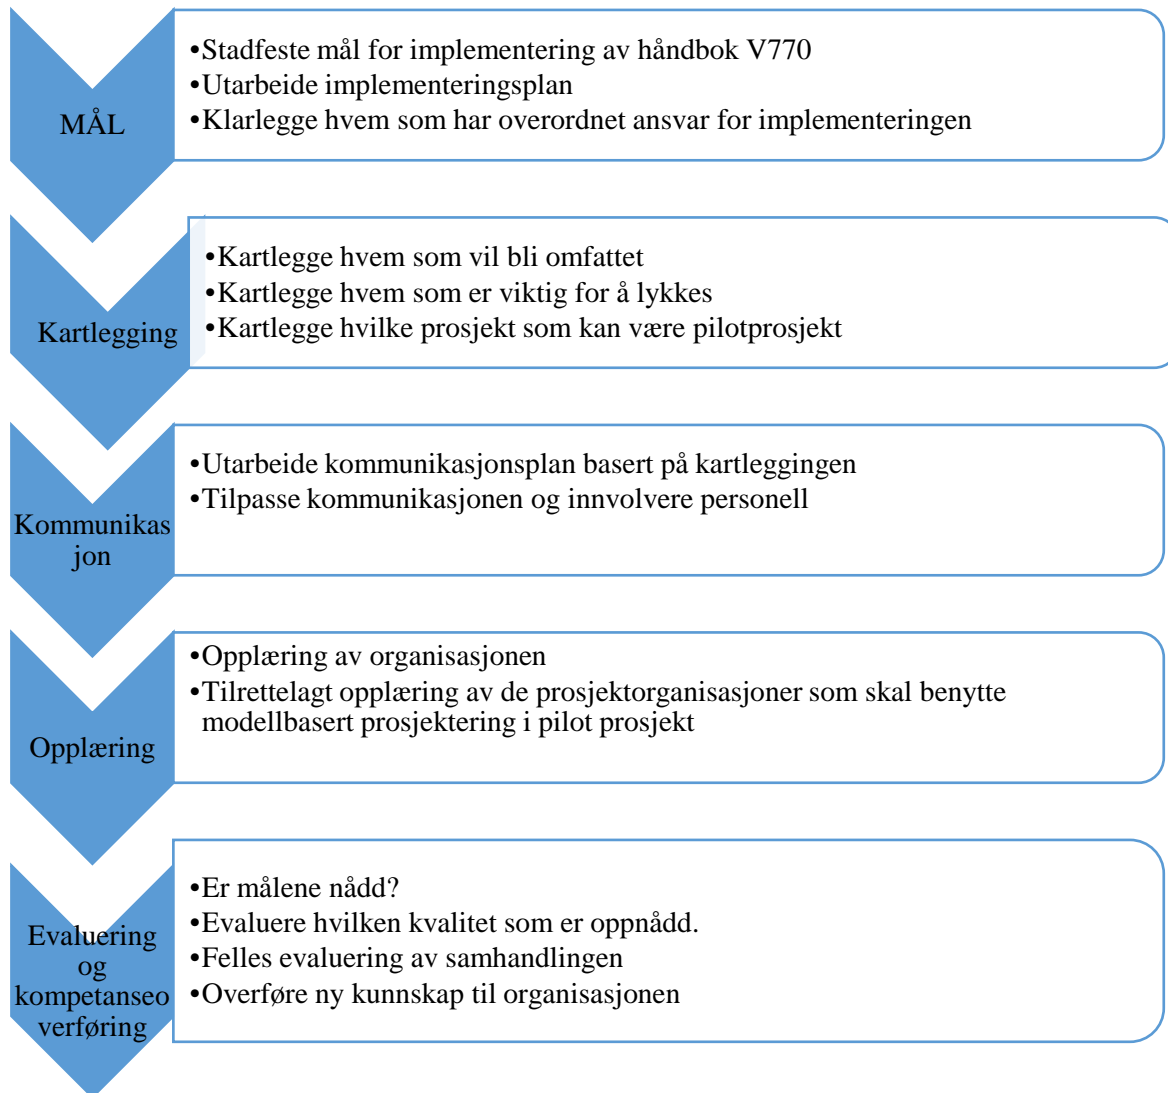 MÅL
•Stadfeste mål for implementering av håndbok V770
•Utarbeide implementeringsplan
•Klarlegge hvem som har overordnet ansvar for implementeringen
Kartlegging
•Kartlegge hvem som vil bli omfattet
•Kartlegge hvem som er viktig for å lykkes
•Kartlegge hvilke prosjekt som kan være pilotprosjekt
Kommunikas
jon
•Utarbeide kommunikasjonsplan basert på kartleggingen
•Tilpasse kommunikasjonen og innvolvere personell
Opplæring
•Opplæring av organisasjonen
•Tilrettelagt opplæring av de prosjektorganisasjoner som skal benytte
modellbasert prosjektering i pilot prosjekt
Evaluering
og
kompetanseo
verføring
•Er målene nådd?
•Evaluere hvilken kvalitet som er oppnådd.
•Felles evaluering av samhandlingen
•Overføre ny kunnskap til organisasjonen